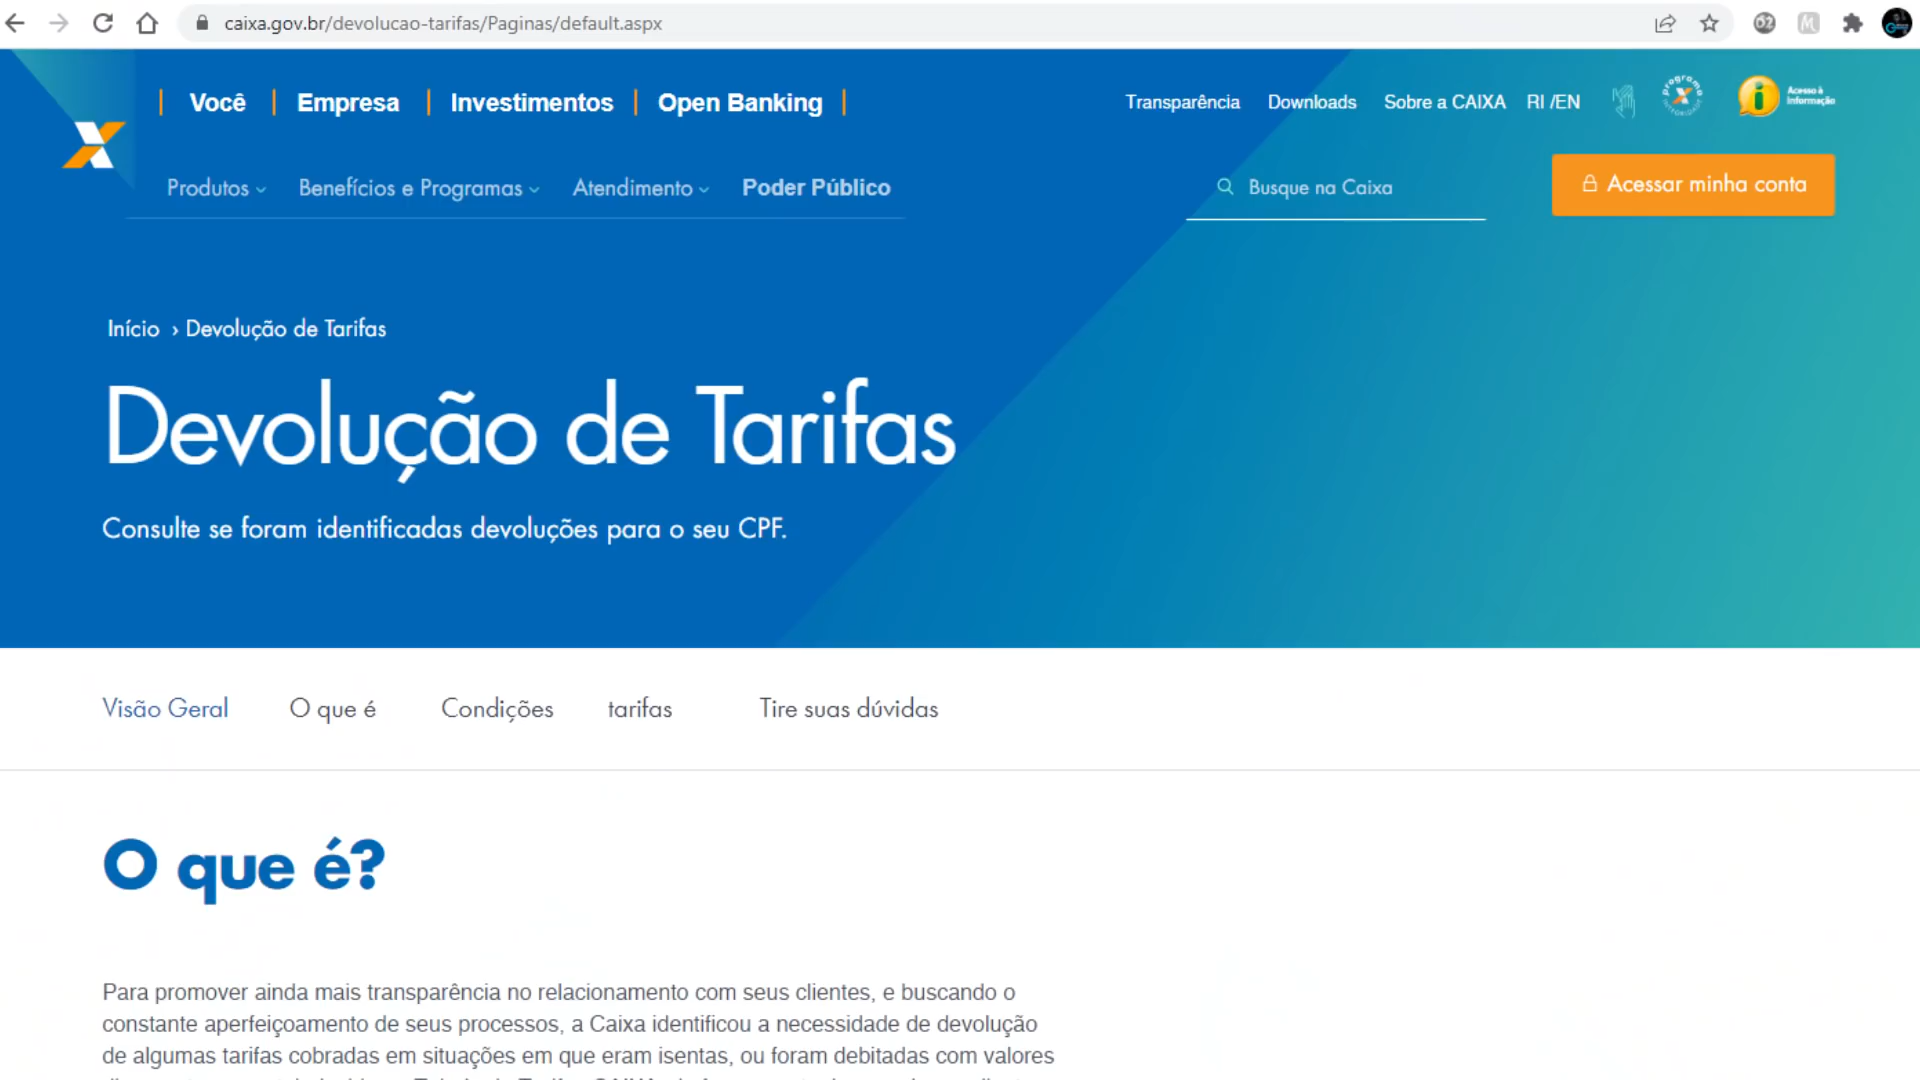 caixa.gov.br/devolucao-tarifas/Paginas/default.aspx
Você | Empresa | Investimentos | Open Banking |
Transparência Downloads Sobre a CAIXA RI /EN
Acesso à
Informação
Produtos Benefícios e Programas Atendimento Poder Público
Busque na Caixa
Acessar minha conta
Início › Devolução de Tarifas
Devolução de Tarifas
Consulte se foram identificadas devoluções para o seu CPF.
Visão Geral O que é Condições tarifas Tire suas dúvidas
O que é?
Para promover ainda mais transparência no relacionamento com seus clientes, e buscando o
constante aperfeiçoamento de seus processos, a Caixa identificou a necessidade de devolução
de algumas tarifas cobradas em situações em que eram isentas, ou foram debitadas com valores